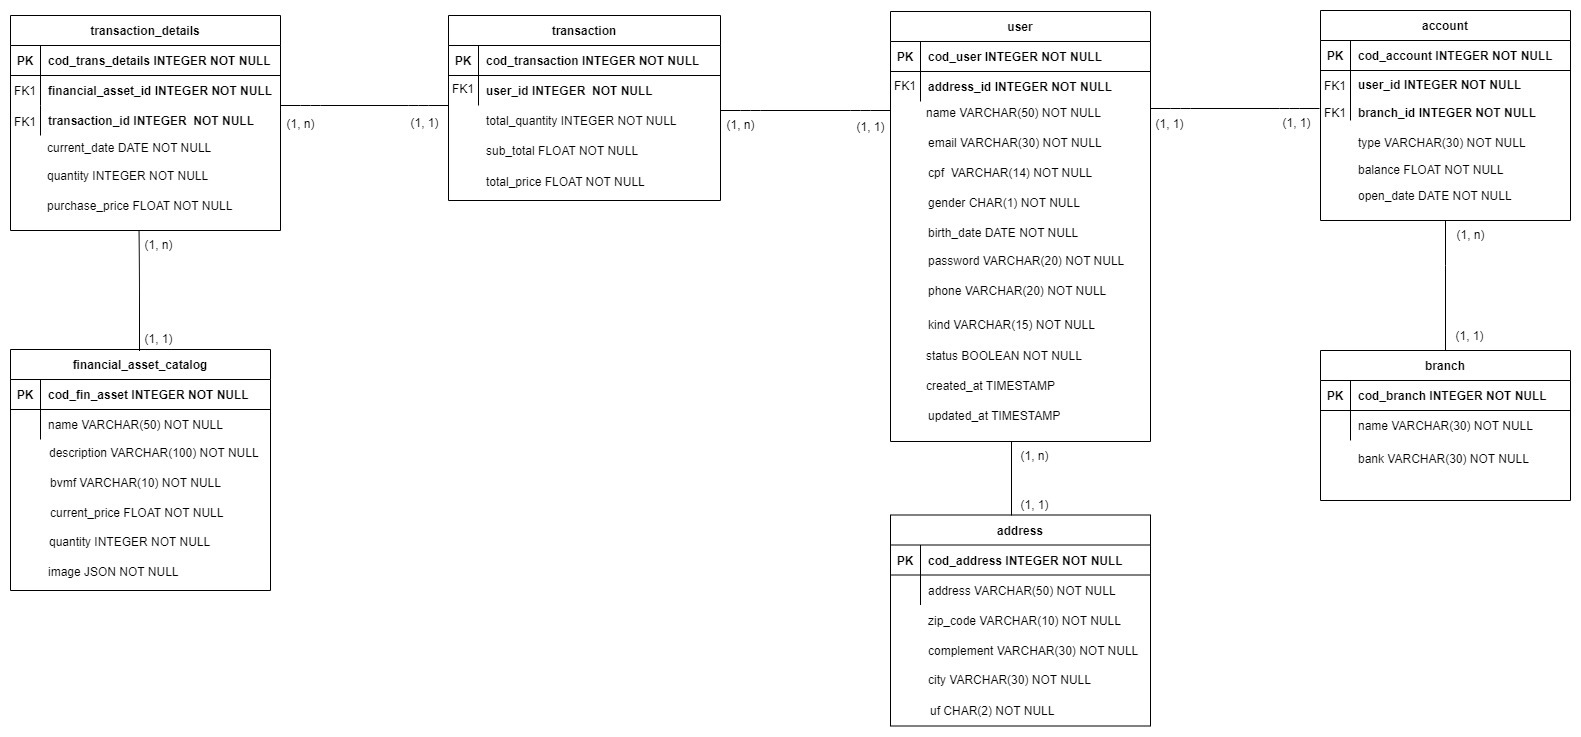 transaction_details
PK cod_trans_details INTEGER NOT NULL
FK1 financial_asset_id INTEGER NOT NULL
FK1 transaction_id INTEGER NOT NULL
current_date DATE NOT NULL
quantity INTEGER NOT NULL
purchase_price FLOAT NOT NULL
(1, n)
(1, 1)
transaction
PK cod_transaction INTEGER NOT NULL
FK1 user_id INTEGER NOT NULL
total_quantity INTEGER NOT NULL
sub_total FLOAT NOT NULL
total_price FLOAT NOT NULL
(1, n)
(1, 1)
user
PK cod_user INTEGER NOT NULL
FK1 address_id INTEGER NOT NULL
name VARCHAR(50) NOT NULL
email VARCHAR(30) NOT NULL
cpf VARCHAR(14) NOT NULL
gender CHAR(1) NOT NULL
birth_date DATE NOT NULL
password VARCHAR(20) NOT NULL
phone VARCHAR(20) NOT NULL
kind VARCHAR(15) NOT NULL
status BOOLEAN NOT NULL
created_at TIMESTAMP
updated_at TIMESTAMP
(1, 1)
(1, 1)
account
PK cod_account INTEGER NOT NULL
FK1 user_id INTEGER NOT NULL
FK1 branch_id INTEGER NOT NULL
type VARCHAR(30) NOT NULL
balance FLOAT NOT NULL
open_date DATE NOT NULL
(1, n)
(1, 1)
financial_asset_catalog
PK cod_fin_asset INTEGER NOT NULL
name VARCHAR(50) NOT NULL
description VARCHAR(100) NOT NULL
bvmf VARCHAR(10) NOT NULL
current_price FLOAT NOT NULL
quantity INTEGER NOT NULL
image JSON NOT NULL
(1, n)
(1, 1)
address
PK cod_address INTEGER NOT NULL
address VARCHAR(50) NOT NULL
zip_code VARCHAR(10) NOT NULL
complement VARCHAR(30) NOT NULL
city VARCHAR(30) NOT NULL
uf CHAR(2) NOT NULL
(1, n)
(1, 1)
branch
PK cod_branch INTEGER NOT NULL
name VARCHAR(30) NOT NULL
bank VARCHAR(30) NOT NULL